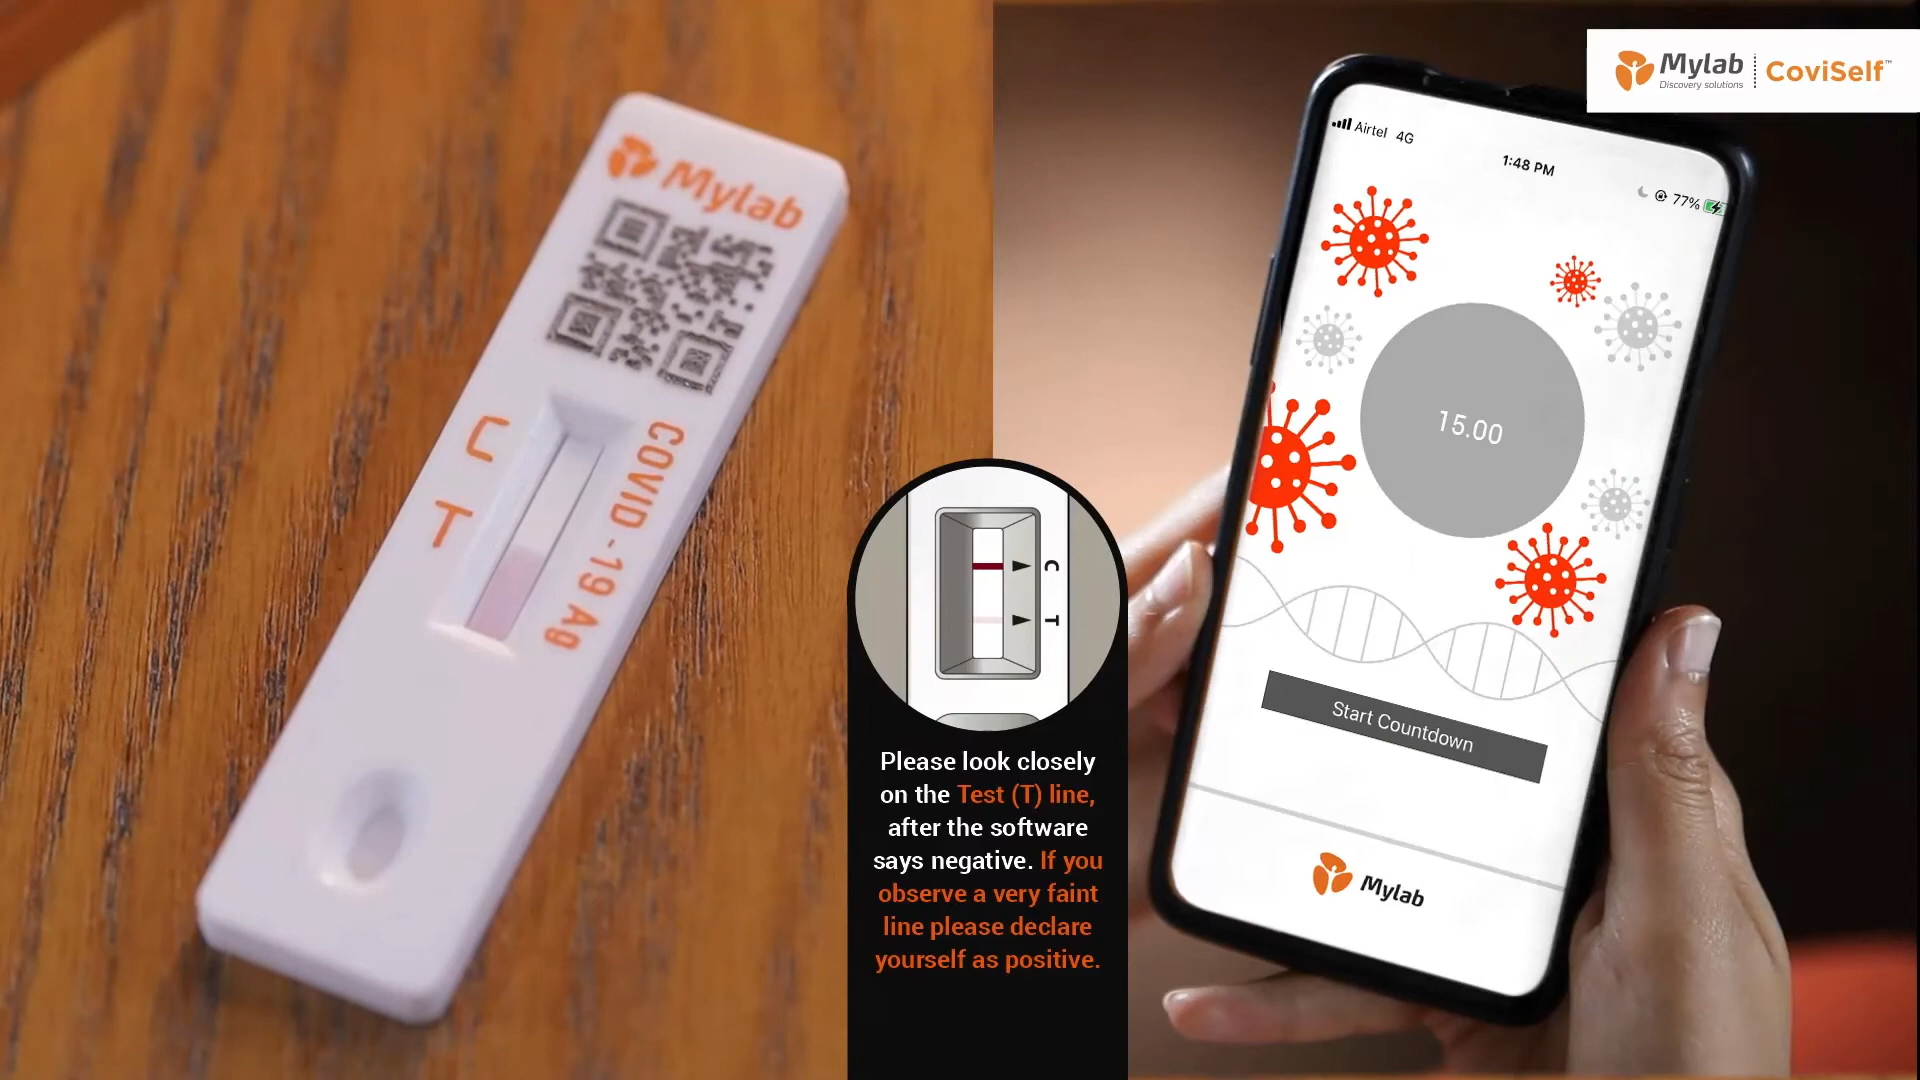 Mylab
C
T
COVID -19 Ag
C
T
Please look closely
on the Test (T) line,
after the software
says negative. If you
observe a very faint
line please declare
yourself as positive.
Mylab
Discovery solutions
CoviSelf™
Airtel 4G
1:48 PM
77%
15.00
Start Countdown
Mylab